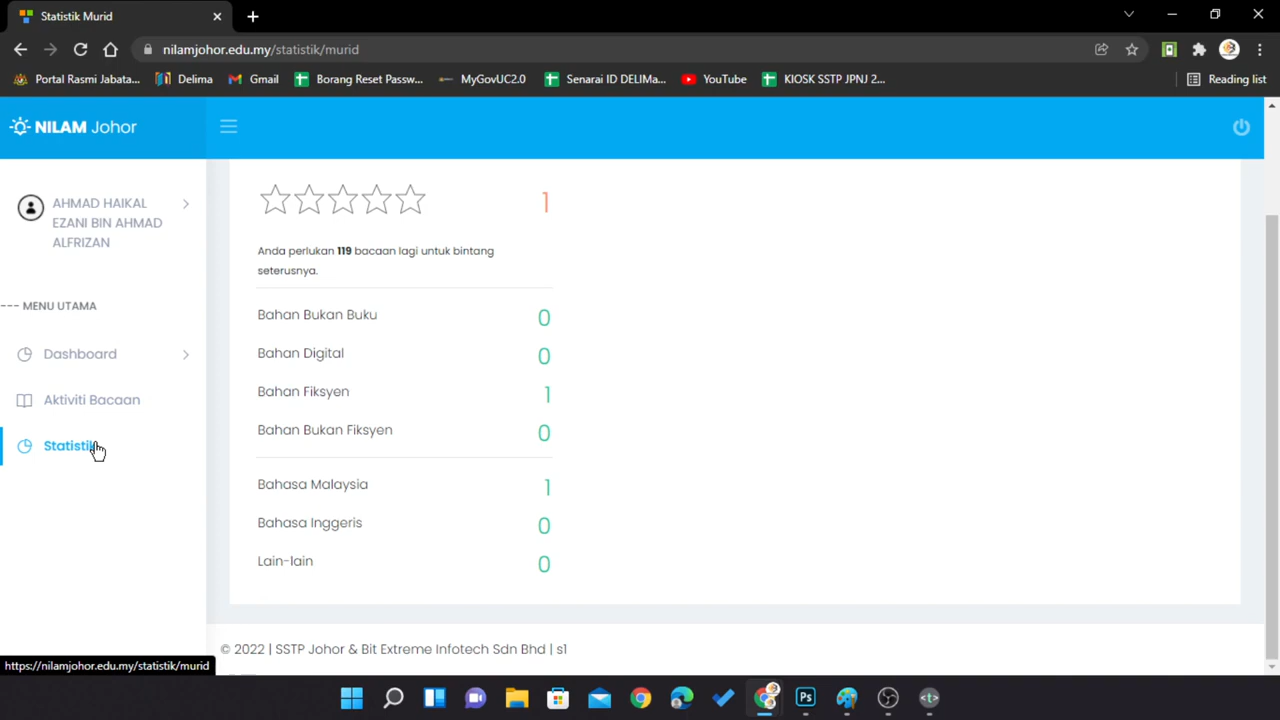 Statistik Murid
nilamjohor.edu.my/statistik/murid
Portal Rasmi Jabata... Delima Gmail Borang Reset Passw... MyGovUC2.0 Senarai ID DELIMa... YouTube KIOSK SSTP JPNJ 2... Reading list
NILAM Johor
AHMAD HAIKAL
EZANI BIN AHMAD
ALFRIZAN
--- MENU UTAMA
Dashboard
Aktiviti Bacaan
Statistik
1
Anda perlukan 119 bacaan lagi untuk bintang
seterusnya.
Bahan Bukan Buku 0
Bahan Digital 0
Bahan Fiksyen 1
Bahan Bukan Fiksyen 0
Bahasa Malaysia 1
Bahasa Inggeris 0
Lain-lain 0
© 2022 | SSTP Johor & Bit Extreme Infotech Sdn Bhd | s1
https://nilamjohor.edu.my/statistik/murid
Ps
<t>